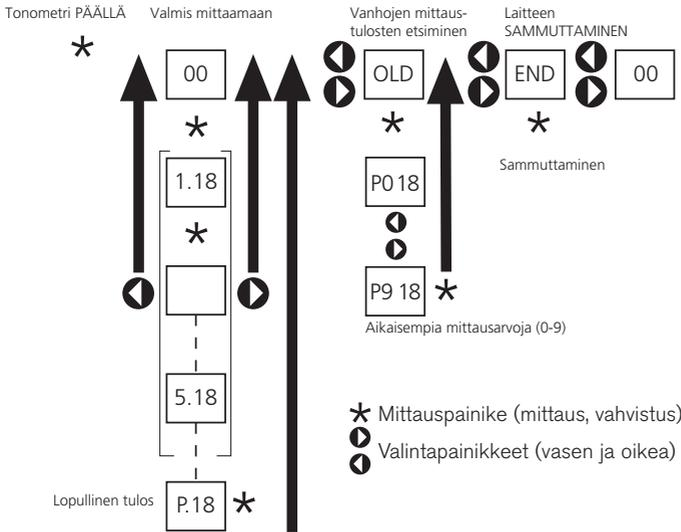 Tonometri PÄÄLLÄ
Valmis mittaamaan
Vanhojen mittaus-
tulosten etsiminen
Laitteen
SAMMUTTAMINEN
00
OLD
END
00
1.18
P0 18
Sammuttaminen
P9 18
Aikaisempia mittausarvoja (0-9)
5.18
Mittauspainike (mittaus, vahvistus)
Valintapainikkeet (vasen ja oikea)
Lopullinen tulos
P.18